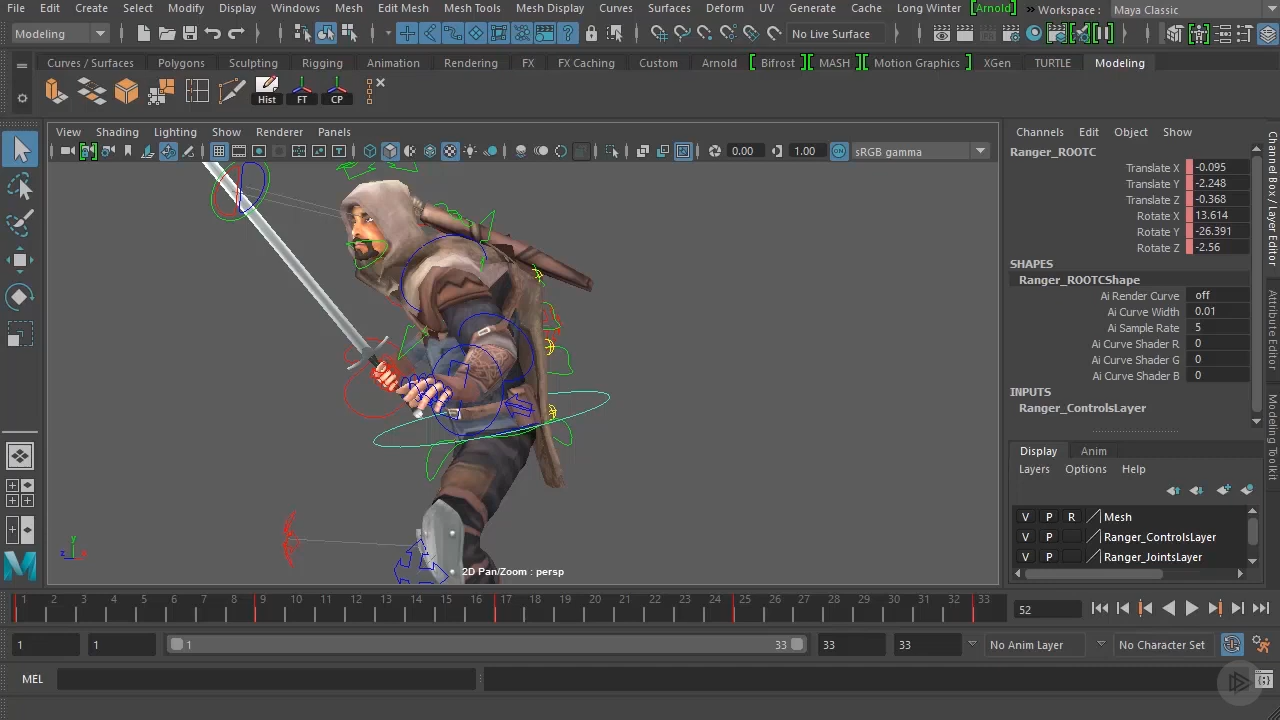 File Edit Create Select Modify Display Windows Mesh Edit Mesh Mesh Tools Mesh Display Curves Surfaces Deform UV Generate Cache Long Winter [Arnold] » Workspace : Maya Classic
Modeling No Live Surface
Curves / Surfaces Polygons Sculpting Rigging Animation Rendering FX FX Caching Custom Arnold Bifrost MASH Motion Graphics XGen TURTLE Modeling
Hist FT CP
View Shading Lighting Show Renderer Panels
0.00 1.00 ON sRGB gamma
2D Pan/Zoom : persp
y
z
Channels Edit Object Show
Ranger_ROOTC
Translate X -0.095
Translate Y -2.248
Translate Z -0.368
Rotate X 13.614
Rotate Y -26.391
Rotate Z -2.56
SHAPES
Ranger_ROOTCShape
Ai Render Curve off
Ai Curve Width 0.01
Ai Sample Rate 5
Ai Curve Shader R 0
Ai Curve Shader G 0
Ai Curve Shader B 0
INPUTS
Ranger_ControlsLayer
Display Anim
Layers Options Help
V P R Mesh
V P Ranger_ControlsLayer
V P Ranger_JointsLayer
Channel Box / Layer Editor
Attribute Editor
Modeling Toolkit
1 2 3 4 5 6 7 8 9 10 11 12 13 14 15 16 17 18 19 20 21 22 23 24 25 26 27 28 29 30 31 32 33 52
1 1 1 33 33 33 No Anim Layer No Character Set
MEL